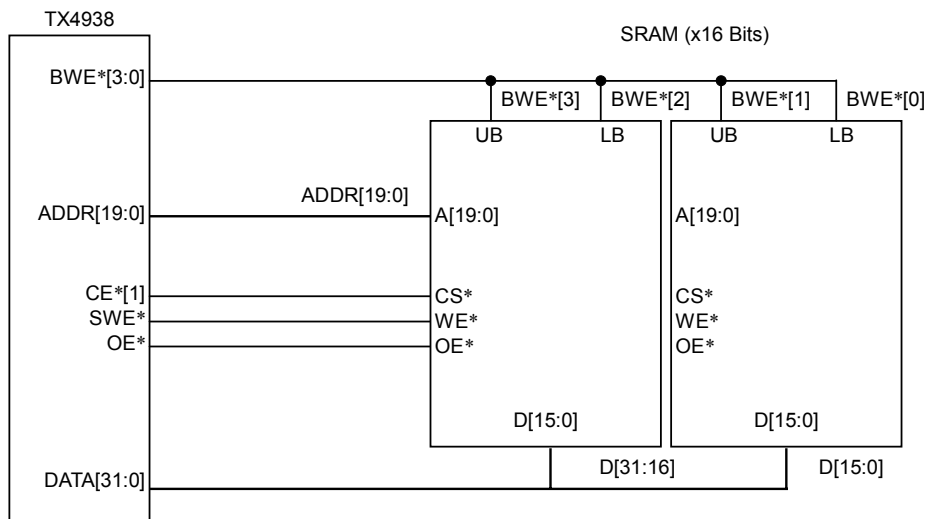 TX4938
SRAM (x16 Bits)
BWE*[3:0]
BWE*[3] BWE*[2] BWE*[1] BWE*[0]
UB LB UB LB
ADDR[19:0]
ADDR[19:0] A[19:0] A[19:0]
CE*[1] CS* CS*
SWE* WE* WE*
OE* OE* OE*
D[15:0] D[15:0]
D[31:16] D[15:0]
DATA[31:0]